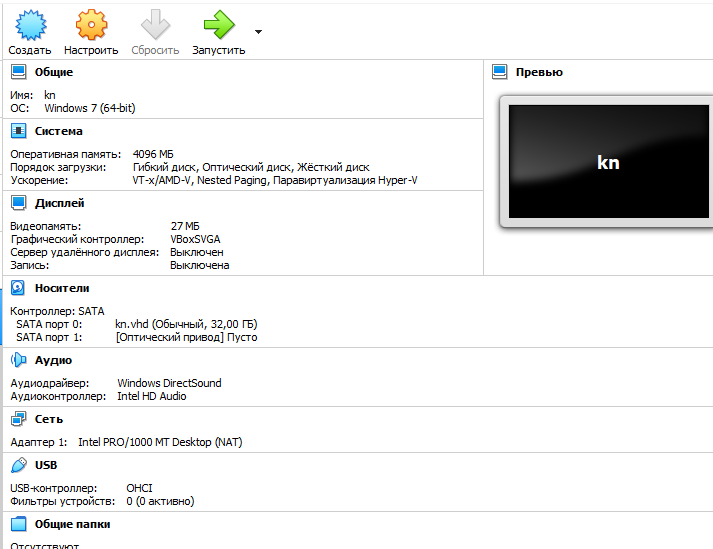 Создать Настроить Сбросить Запустить
Общие
Имя: kn
ОС: Windows 7 (64-bit)
Система
Оперативная память: 4096 МБ
Порядок загрузки: Гибкий диск, Оптический диск, Жёсткий диск
Ускорение: VT-x/AMD-V, Nested Paging, Паравиртуализация Hyper-V
Дисплей
Видеопамять: 27 МБ
Графический контроллер: VBoxSVGA
Сервер удалённого дисплея: Выключен
Запись: Выключена
Превью
kn
Носители
Контроллер: SATA
SATA порт 0: kn.vhd (Обычный, 32,00 ГБ)
SATA порт 1: [Оптический привод] Пусто
Аудио
Аудиодрайвер: Windows DirectSound
Аудиоконтроллер: Intel HD Audio
Сеть
Адаптер 1: Intel PRO/1000 MT Desktop (NAT)
USB
USB-контроллер: OHCI
Фильтры устройств: 0 (0 активно)
Общие папки
Отсутствуют